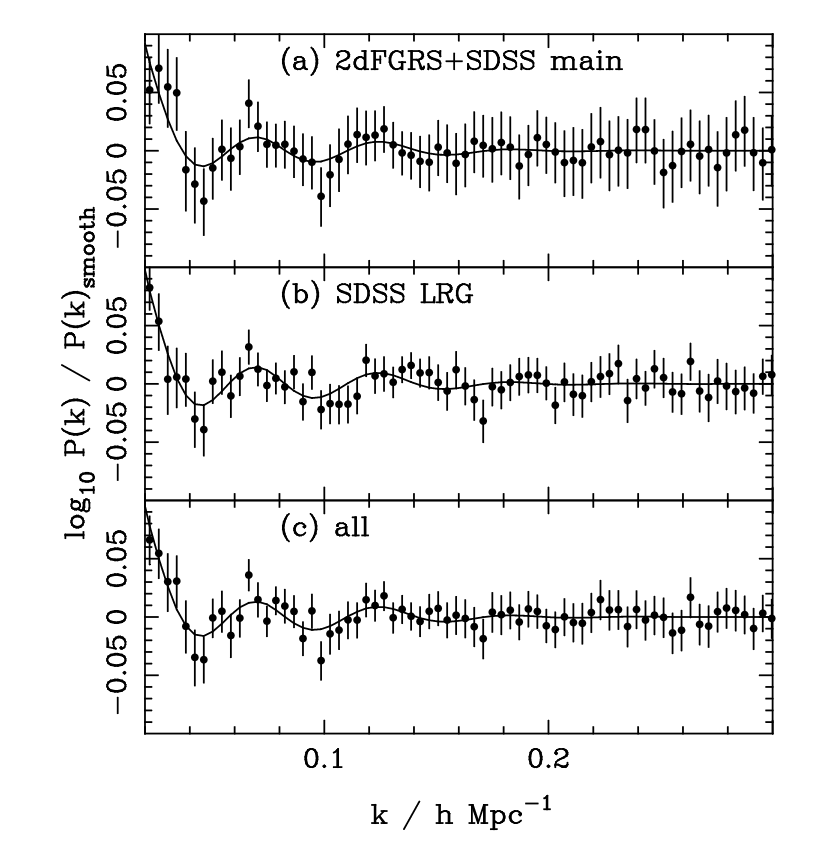 (a) 2dFGRS+SDSS main
0.05
0
−0.05
(b) SDSS LRG
0.05
0
−0.05
(c) all
0.05
0
−0.05
log₁₀ P(k) / P(k)smooth
0.1 0.2
k / h Mpc⁻¹